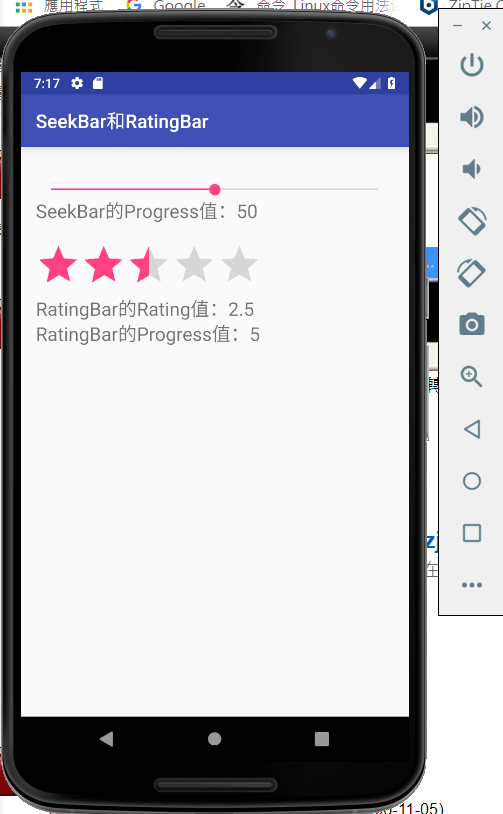 應用程式 Google 命令 Linux命令用法 ZipTie
7:17
SeekBar和RatingBar
SeekBar的Progress值：50
RatingBar的Rating值：2.5
RatingBar的Progress值：5
-11-05)